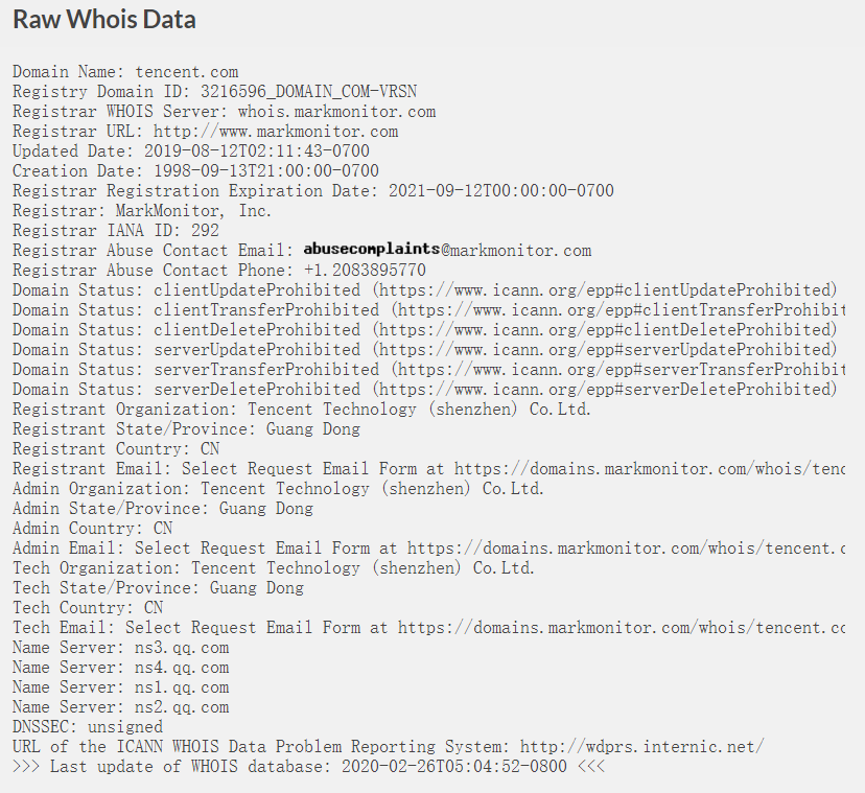 Raw Whois Data
Domain Name: tencent.com
Registry Domain ID: 3216596_DOMAIN_COM-VRSN
Registrar WHOIS Server: whois.markmonitor.com
Registrar URL: http://www.markmonitor.com
Updated Date: 2019-08-12T02:11:43-0700
Creation Date: 1998-09-13T21:00:00-0700
Registrar Registration Expiration Date: 2021-09-12T00:00:00-0700
Registrar: MarkMonitor, Inc.
Registrar IANA ID: 292
Registrar Abuse Contact Email: abusecomplaints@markmonitor.com
Registrar Abuse Contact Phone: +1.2083895770
Domain Status: clientUpdateProhibited (https://www.icann.org/epp#clientUpdateProhibited)
Domain Status: clientTransferProhibited (https://www.icann.org/epp#clientTransferProhibit
Domain Status: clientDeleteProhibited (https://www.icann.org/epp#clientDeleteProhibited)
Domain Status: serverUpdateProhibited (https://www.icann.org/epp#serverUpdateProhibited)
Domain Status: serverTransferProhibited (https://www.icann.org/epp#serverTransferProhibit
Domain Status: serverDeleteProhibited (https://www.icann.org/epp#serverDeleteProhibited)
Registrant Organization: Tencent Technology (shenzhen) Co.Ltd.
Registrant State/Province: Guang Dong
Registrant Country: CN
Registrant Email: Select Request Email Form at https://domains.markmonitor.com/whois/tenc
Admin Organization: Tencent Technology (shenzhen) Co.Ltd.
Admin State/Province: Guang Dong
Admin Country: CN
Admin Email: Select Request Email Form at https://domains.markmonitor.com/whois/tencent.c
Tech Organization: Tencent Technology (shenzhen) Co.Ltd.
Tech State/Province: Guang Dong
Tech Country: CN
Tech Email: Select Request Email Form at https://domains.markmonitor.com/whois/tencent.co
Name Server: ns3.qq.com
Name Server: ns4.qq.com
Name Server: ns1.qq.com
Name Server: ns2.qq.com
DNSSEC: unsigned
URL of the ICANN WHOIS Data Problem Reporting System: http://wdprs.internic.net/
>>> Last update of WHOIS database: 2020-02-26T05:04:52-0800 <<<